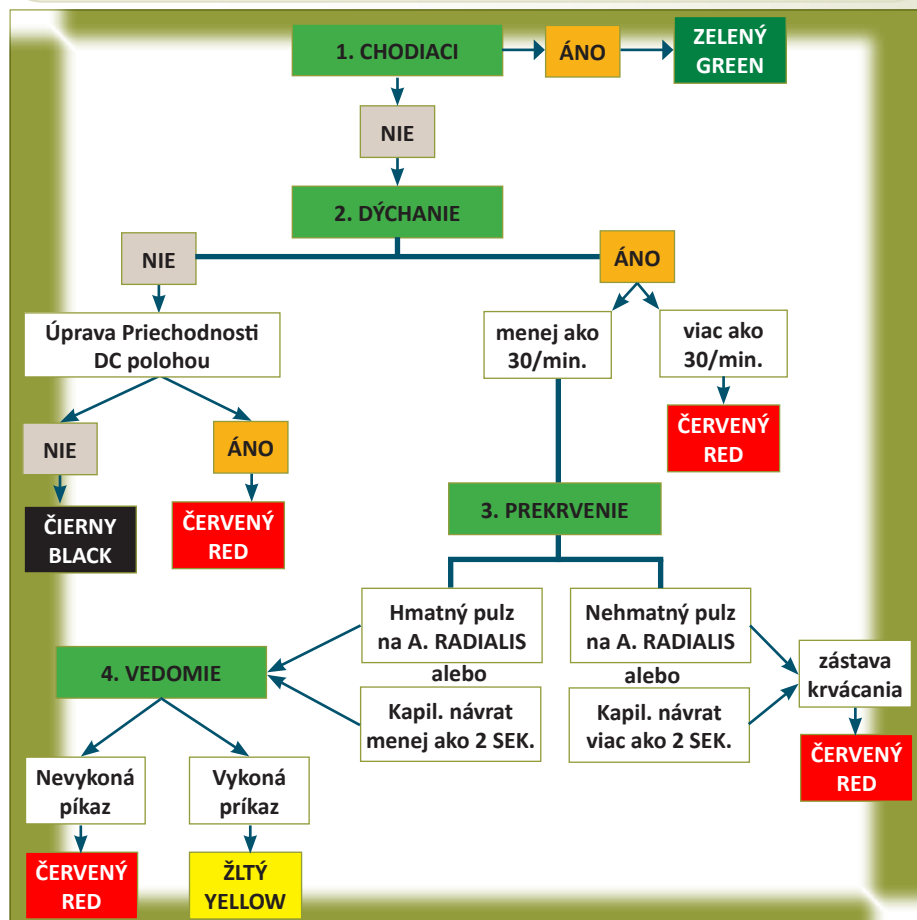 1. CHODIACI
ÁNO
ZELENÝ
GREEN
NIE
2. DÝCHANIE
NIE
ÁNO
Úprava Priechodnosti
DC polohou
menej ako
30/min.
viac ako
30/min.
NIE
ÁNO
ČERVENÝ
RED
ČIERNY
BLACK
ČERVENÝ
RED
3. PREKRVENIE
Hmatný pulz
na A. RADIALIS
alebo
Kapil. návrat
menej ako 2 SEK.
Nehmatný pulz
na A. RADIALIS
alebo
Kapil. návrat
viac ako 2 SEK.
zástava
krvácania
ČERVENÝ
RED
4. VEDOMIE
Nevykoná
píkaz
Vykoná
príkaz
ČERVENÝ
RED
ŽLTÝ
YELLOW